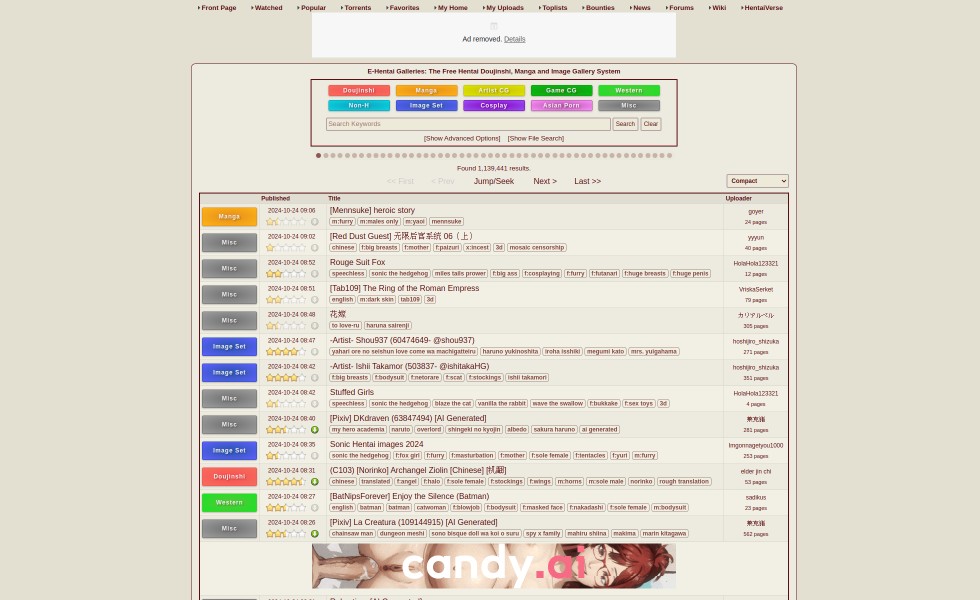 Front Page Watched Popular Torrents Favorites My Home My Uploads Toplists Bounties News Forums Wiki HentaiVerse
Ad removed. Details
E-Hentai Galleries: The Free Hentai Doujinshi, Manga and Image Gallery System
Doujinshi Manga Artist CG Game CG Western
Non-H Image Set Cosplay Asian Porn Misc
Search Keywords Search Clear
[Show Advanced Options] [Show File Search]
Found 1,139,441 results.
<< First < Prev Jump/Seek Next > Last >> Compact
Published Title Uploader
Manga 2024-10-24 09:06 [Mennsuke] heroic story goyer
m:furry m:males only m:yaoi mennsuke 24 pages
Misc 2024-10-24 09:02 [Red Dust Guest] 无限后宫系统 06（上） yyyun
chinese f:big breasts f:mother f:paizuri x:incest 3d mosaic censorship 40 pages
Misc 2024-10-24 08:52 Rouge Suit Fox HolaHola123321
speechless sonic the hedgehog miles tails prower f:big ass f:cosplaying f:furry f:futanari f:huge breasts f:huge penis 12 pages
Misc 2024-10-24 08:51 [Tab109] The Ring of the Roman Empress VriskaSerket
english m:dark skin tab109 3d 79 pages
Misc 2024-10-24 08:48 花嫁 カリアルベル
to love-ru haruna sairenji 305 pages
Image Set 2024-10-24 08:47 -Artist- Shou937 (60474649- @shou937) hoshijiro_shizuka
yahari ore no seishun love come wa machigatteiru haruno yukinoshita iroha isshiki megumi kato mrs. yuigahama 271 pages
Image Set 2024-10-24 08:42 -Artist- Ishii Takamor (503837- @ishitakaHG) hoshijiro_shizuka
f:big breasts f:bodysuit f:netorare f:scat f:stockings ishii takamori 351 pages
Misc 2024-10-24 08:42 Stuffed Girls HolaHola123321
speechless sonic the hedgehog blaze the cat vanilla the rabbit wave the swallow f:bukkake f:sex toys 3d 4 pages
Misc 2024-10-24 08:40 [Pixiv] DKdraven (63847494) [AI Generated]
my hero academia naruto overlord shingeki no kyojin albedo sakura haruno ai generated 281 pages
Image Set 2024-10-24 08:35 Sonic Hentai images 2024 Imgonnagetyou1000
sonic the hedgehog f:fox girl f:furry f:masturbation f:mother f:sole female f:tentacles f:yuri m:furry 253 pages
Doujinshi 2024-10-24 08:31 (C103) [Norinko] Archangel Ziolin [Chinese] [机翻] elder jin chi
chinese translated f:angel f:halo f:sole female f:stockings f:wings m:horns m:sole male norinko rough translation 53 pages
Western 2024-10-24 08:27 [BatNipsForever] Enjoy the Silence (Batman) sadikus
english batman batman catwoman f:blowjob f:bodysuit f:masked face f:nakadashi f:sole female m:bodysuit 23 pages
Misc 2024-10-24 08:26 [Pixiv] La Creatura (109144915) [AI Generated]
chainsaw man dungeon meshi sono bisque doll wa koi o suru spy x family mahiru shiina makima marin kitagawa 562 pages
candy.ai